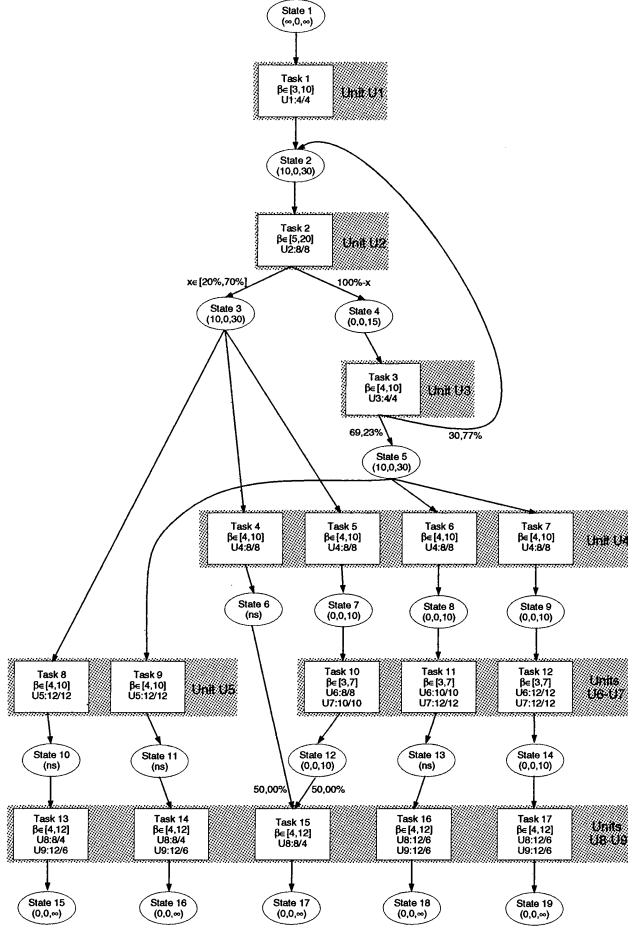 State 1
(∞,0,∞)
Task 1
β∈[3,10]
U1:4/4
Unit U1
State 2
(10,0,30)
Task 2
β∈[5,20]
U2:8/8
Unit U2
x∈[20%,70%]
100%-x
State 3
(10,0,30)
State 4
(0,0,15)
Task 3
β∈[4,10]
U3:4/4
Unit U3
69,23%
30,77%
State 5
(10,0,30)
Task 4
β∈[4,10]
U4:8/8
Task 5
β∈[4,10]
U4:8/8
Task 6
β∈[4,10]
U4:8/8
Task 7
β∈[4,10]
U4:8/8
Unit U4
State 6
(ns)
State 7
(0,0,10)
State 8
(0,0,10)
State 9
(0,0,10)
Task 8
β∈[4,10]
U5:12/12
Task 9
β∈[4,10]
U5:12/12
Unit U5
Task 10
β∈[3,7]
U6:8/8
U7:10/10
Task 11
β∈[3,7]
U6:10/10
U7:12/12
Task 12
β∈[3,7]
U6:12/12
U7:12/12
Units
U6-U7
State 10
(ns)
State 11
(ns)
State 12
(0,0,10)
State 13
(ns)
State 14
(0,0,10)
50,00%
50,00%
Task 13
β∈[4,12]
U8:8/4
U9:12/6
Task 14
β∈[4,12]
U8:8/4
U9:12/6
Task 15
β∈[4,12]
U8:8/4
Task 16
β∈[4,12]
U8:12/6
U9:12/6
Task 17
β∈[4,12]
U8:12/6
U9:12/6
Units
U8-U9
State 15
(0,0,∞)
State 16
(0,0,∞)
State 17
(0,0,∞)
State 18
(0,0,∞)
State 19
(0,0,∞)